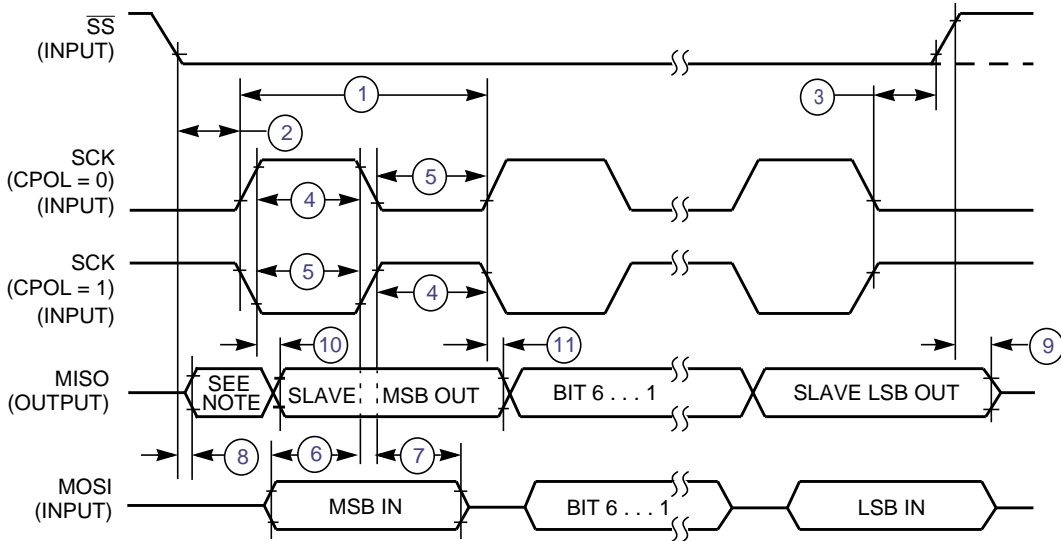 SS
(INPUT)
1
3
2
SCK
(CPOL = 0)
(INPUT)
5
4
SCK
(CPOL = 1)
(INPUT)
5
4
10
11
9
MISO
(OUTPUT)
SEE
NOTE
SLAVE
MSB OUT
BIT 6 . . . 1
SLAVE LSB OUT
8
6
7
MOSI
(INPUT)
MSB IN
BIT 6 . . . 1
LSB IN